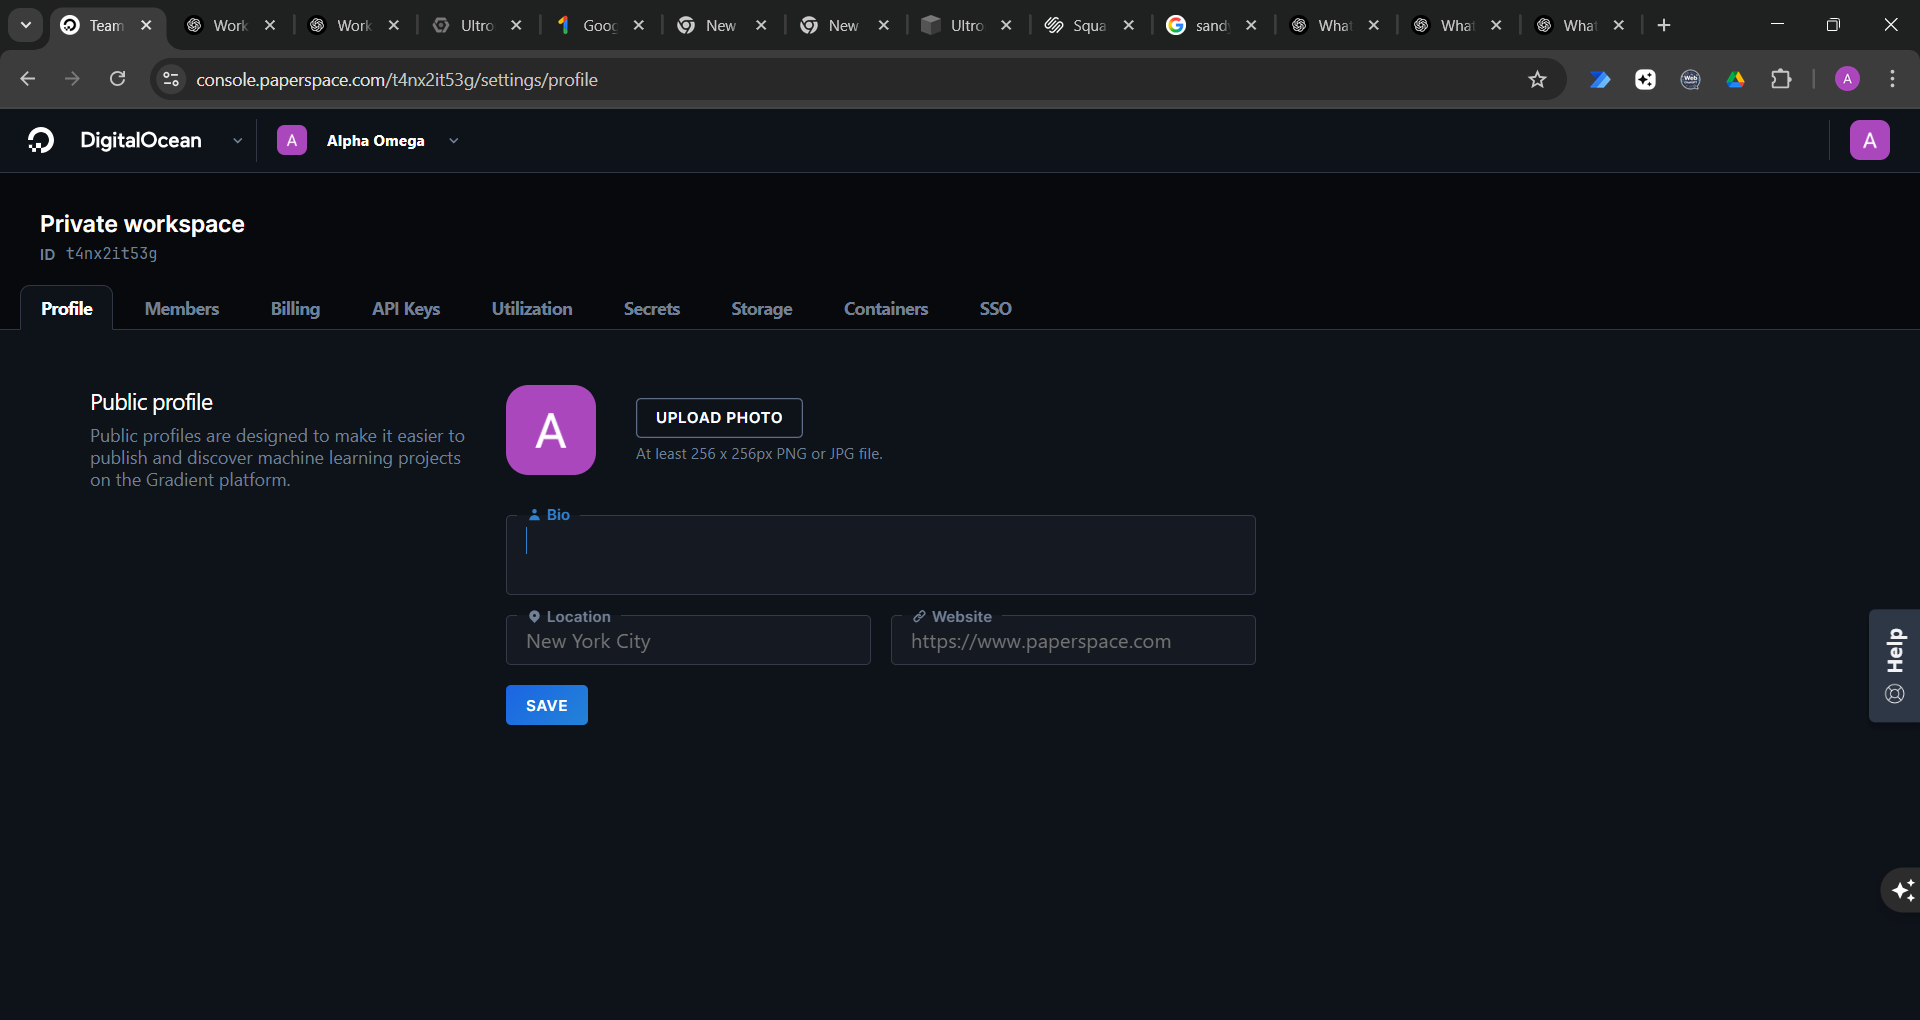 Team
Work
Work
Ultro
Goog
New
New
Ultro
Squa
sand
What
What
What
console.paperspace.com/t4nx2it53g/settings/profile
A
DigitalOcean
A
Alpha Omega
A
Private workspace
ID t4nx2it53g
Profile
Members
Billing
API Keys
Utilization
Secrets
Storage
Containers
SSO
Public profile
Public profiles are designed to make it easier to
publish and discover machine learning projects
on the Gradient platform.
A
UPLOAD PHOTO
At least 256 x 256px PNG or JPG file.
Bio
Location
New York City
Website
https://www.paperspace.com
SAVE
Help